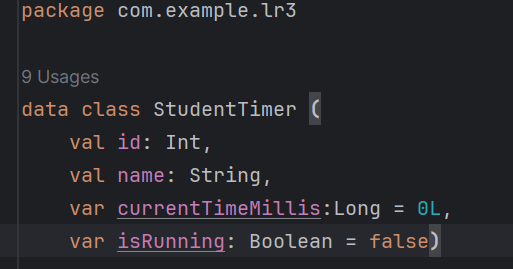 package com.example.lr3
9 Usages
data class StudentTimer (
val id: Int,
val name: String,
var currentTimeMillis:Long = 0L,
var isRunning: Boolean = false)